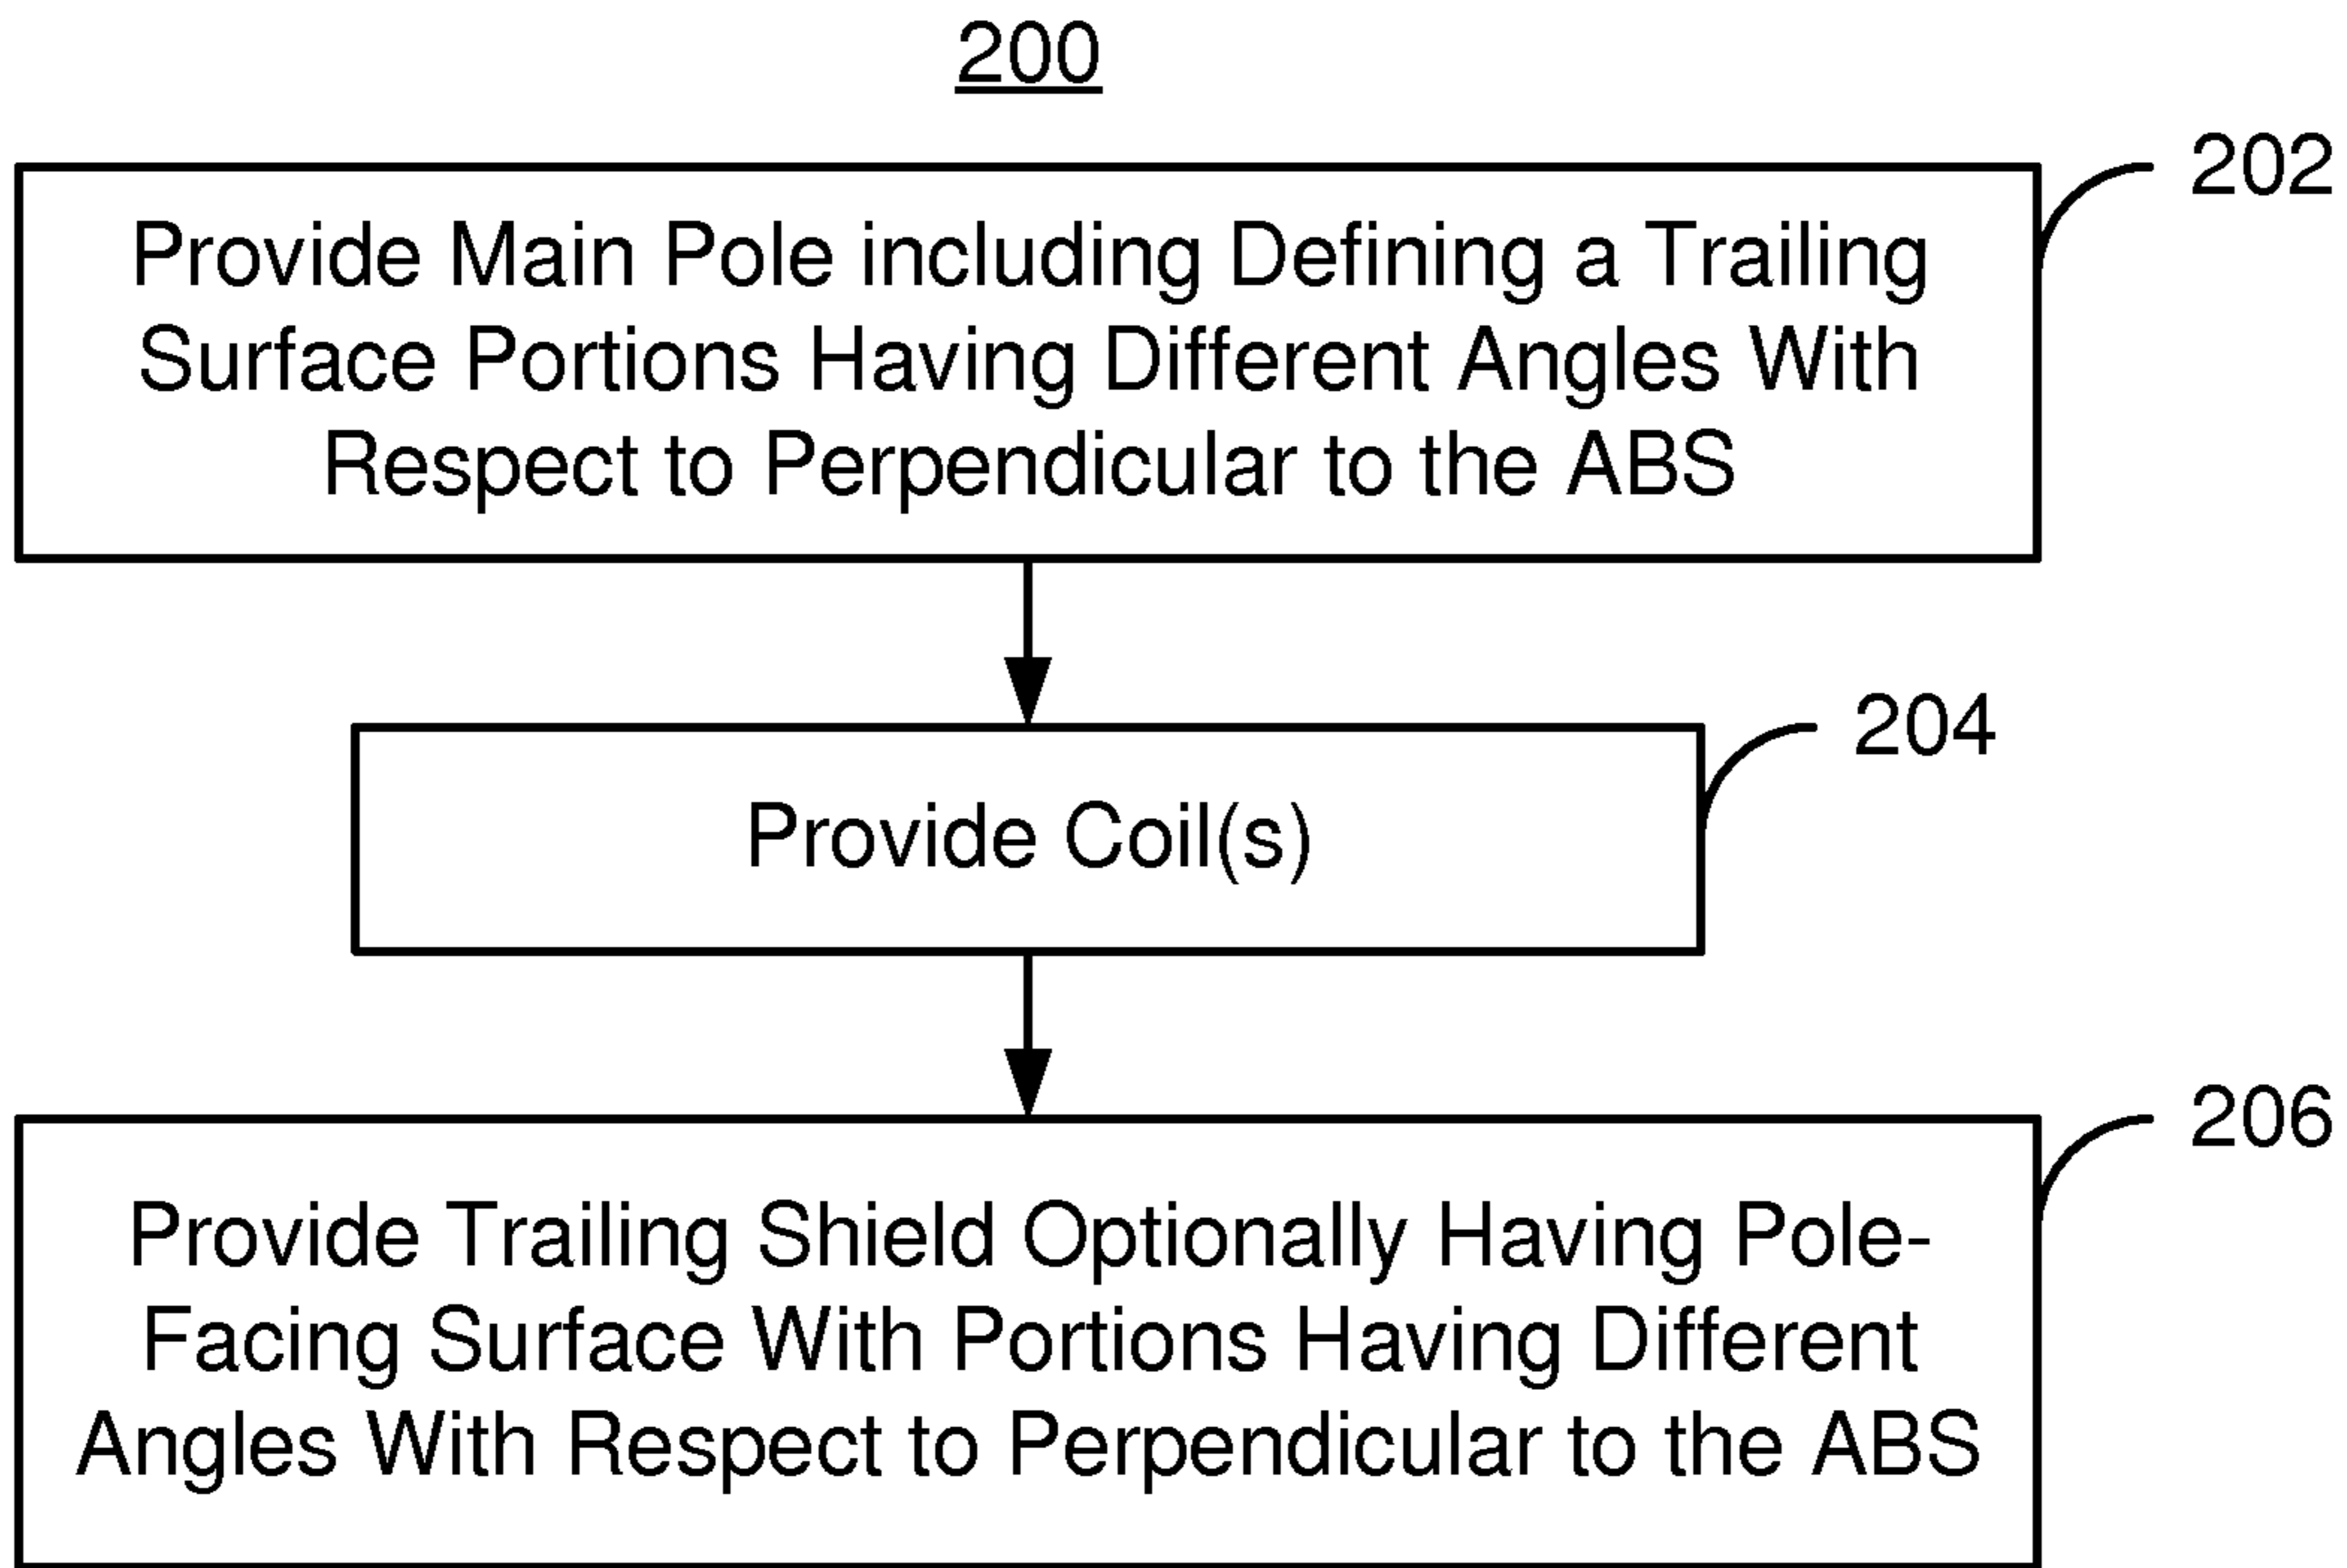 200
202
Provide Main Pole including Defining a Trailing
Surface Portions Having Different Angles With
Respect to Perpendicular to the ABS
204
Provide Coil(s)
206
Provide Trailing Shield Optionally Having Pole-
Facing Surface With Portions Having Different
Angles With Respect to Perpendicular to the ABS